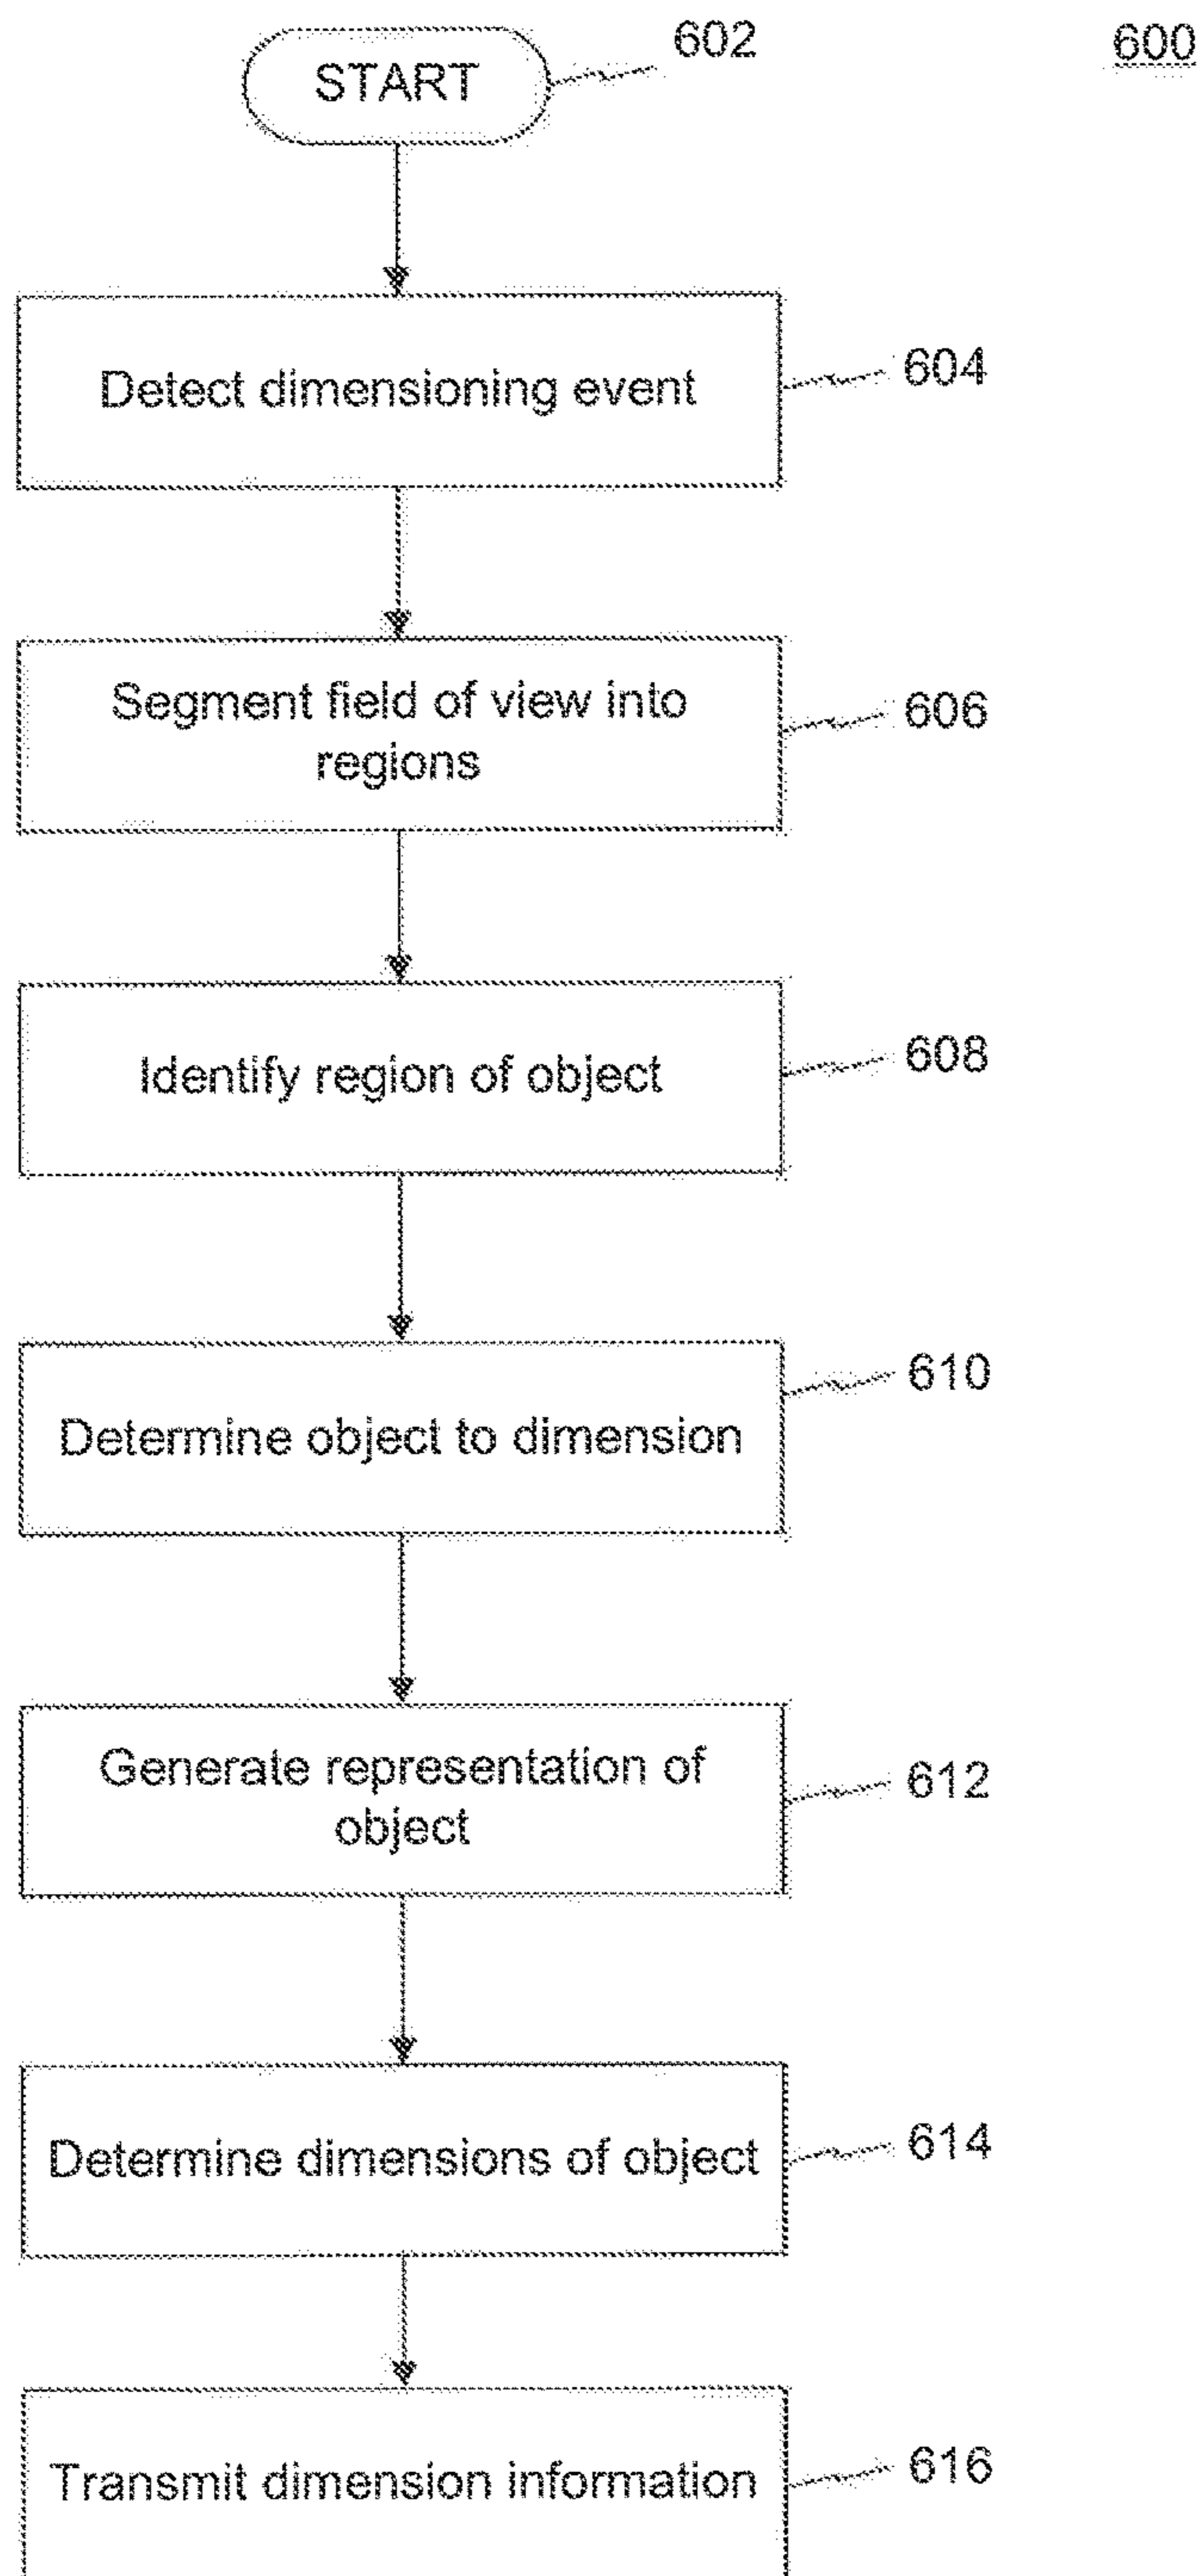 600
START
602
Detect dimensioning event
604
Segment field of view into
regions
606
Identify region of object
608
Determine object to dimension
610
Generate representation of
object
612
Determine dimensions of object
614
Transmit dimension information
616